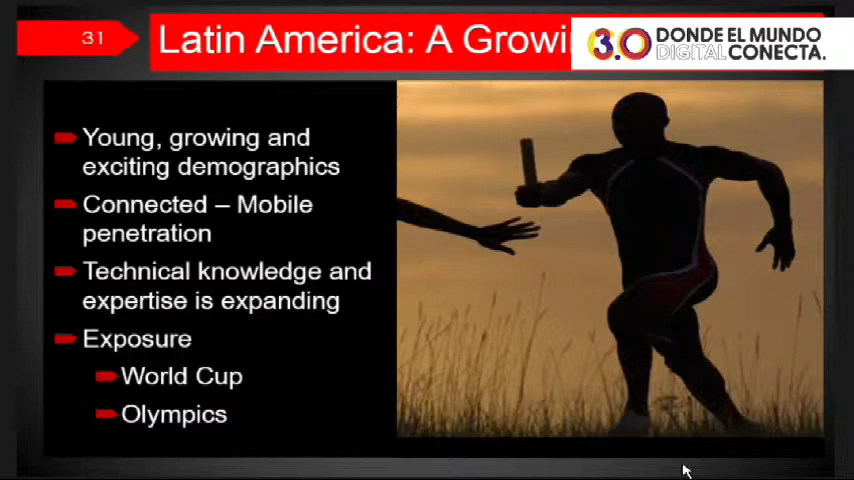 31
Latin America: A Growi
3.0 DONDE EL MUNDO
DIGITAL CONECTA.
Young, growing and
exciting demographics
Connected – Mobile
penetration
Technical knowledge and
expertise is expanding
Exposure
World Cup
Olympics